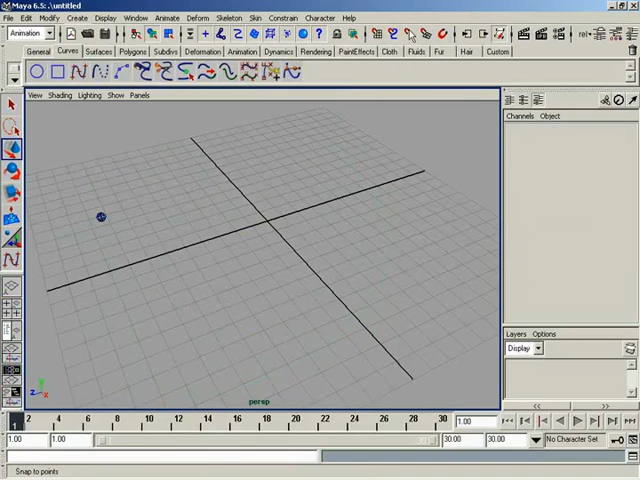 Maya 6.5: .\untitled
File Edit Modify Create Display Window Animate Deform Skeleton Skin Constrain Character Help
Animation
rel
General Curves Surfaces Polygons Subdivs Deformation Animation Dynamics Rendering PaintEffects Cloth Fluids Fur Hair Custom
View Shading Lighting Show Panels
Channels Object
Layers Options
Display
z x
persp
2 4 6 8 10 12 14 16 18 20 22 24 26 28 30 1.00
1.00 1.00 30.00 30.00 No Character Set
Snap to points